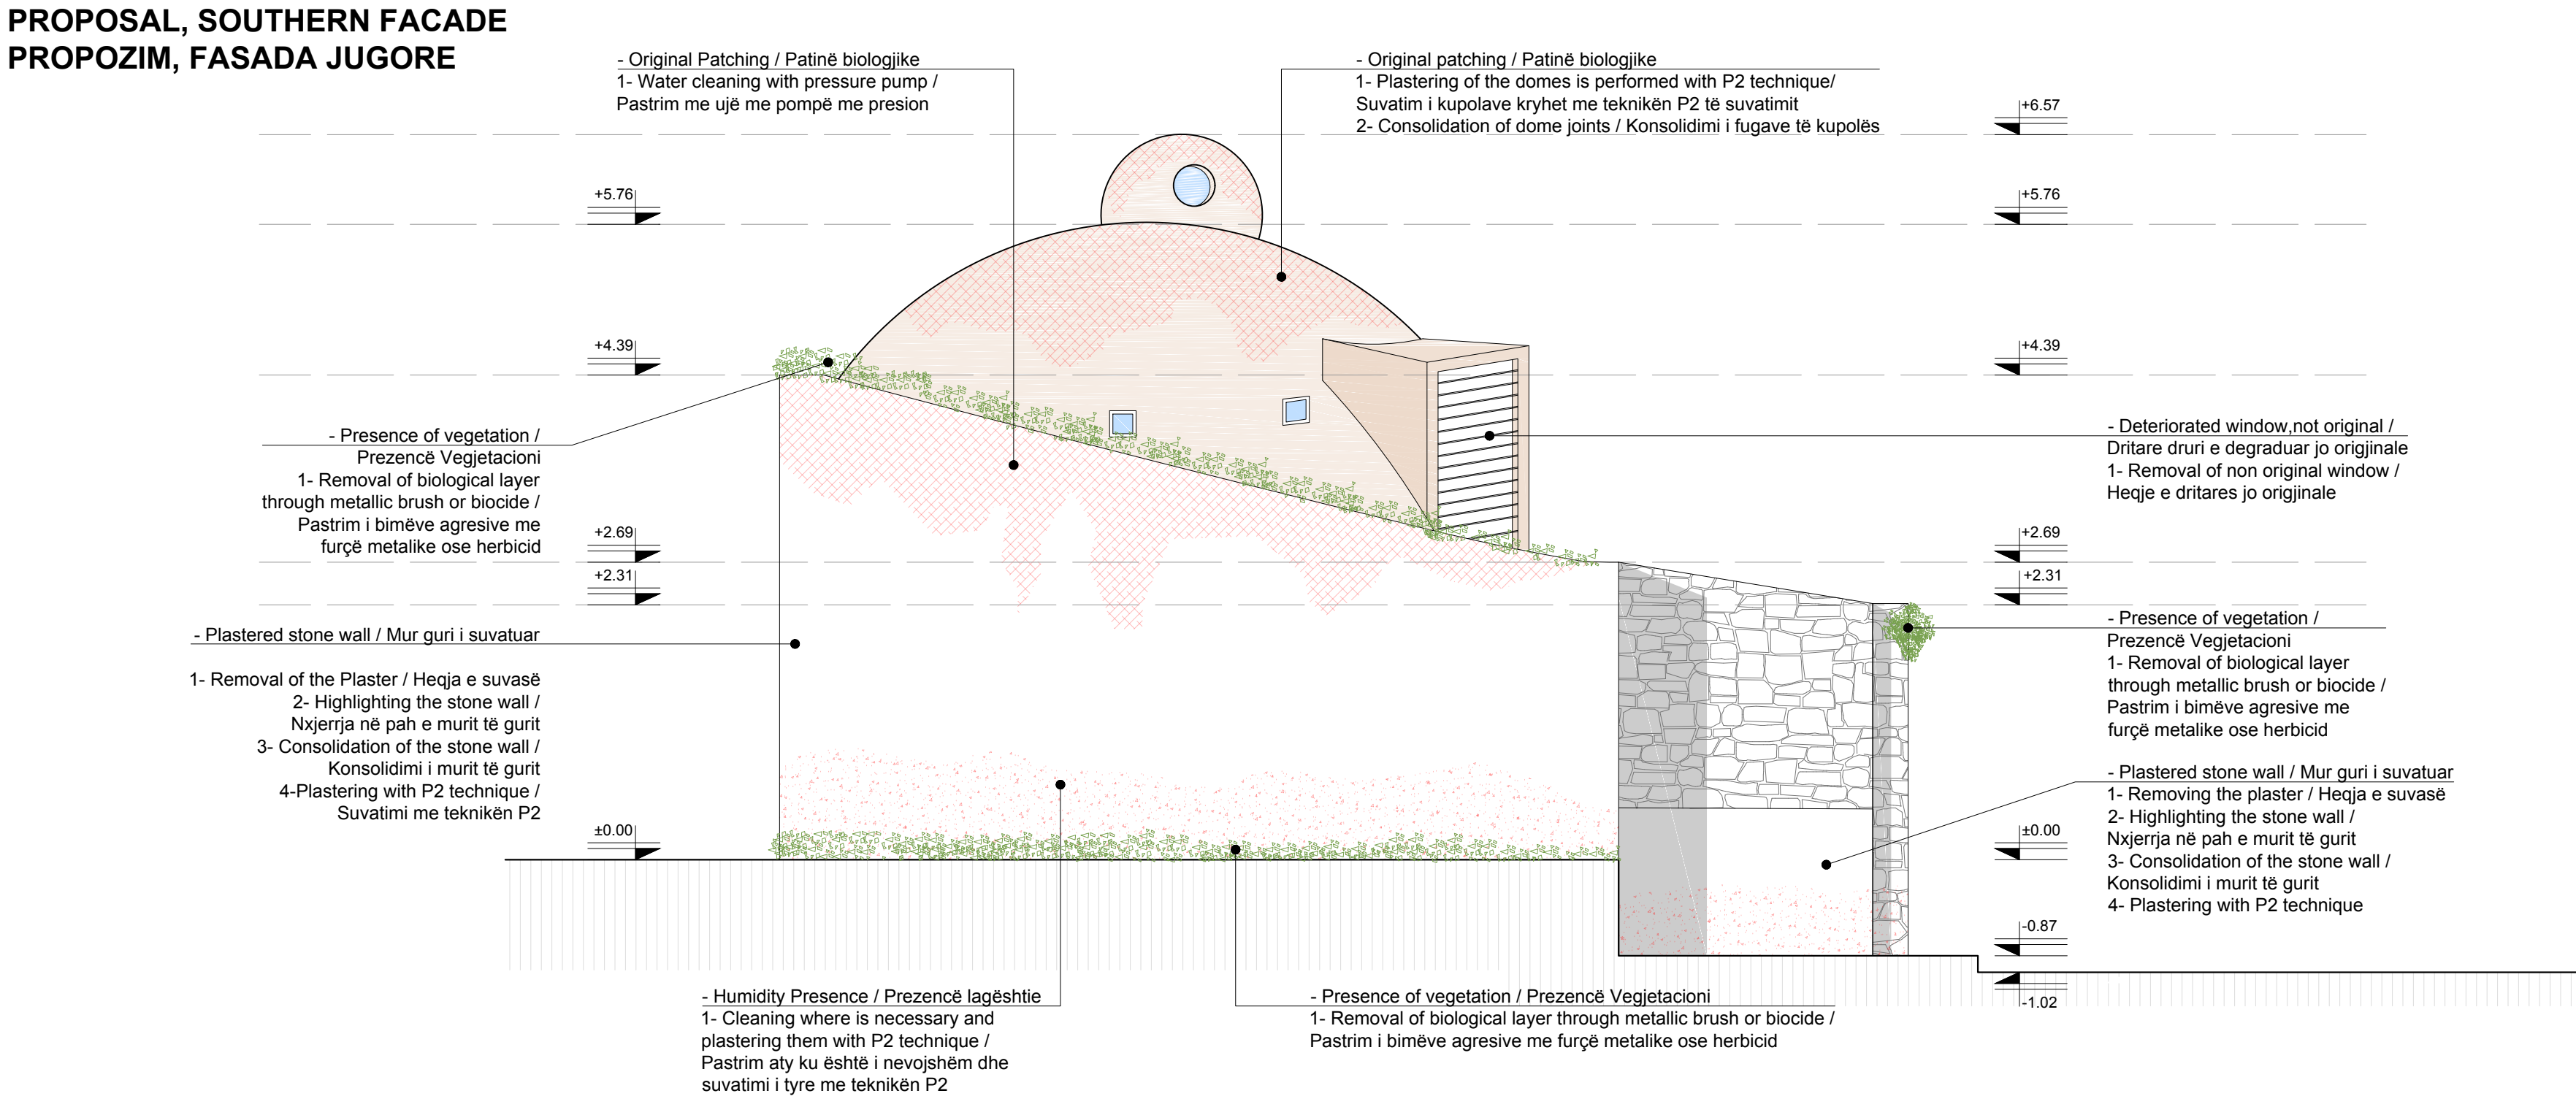 PROPOSAL, SOUTHERN FACADE
PROPOZIM, FASADA JUGORE
- Original Patching / Patinë biologjike
1- Water cleaning with pressure pump /
Pastrim me ujë me pompë me presion
- Original patching / Patinë biologjike
1- Plastering of the domes is performed with P2 technique/
Suvatim i kupolave kryhet me teknikën P2 të suvatimit
2- Consolidation of dome joints / Konsolidimi i fugave të kupolës
+6.57
+5.76
+5.76
+4.39
+4.39
- Presence of vegetation /
Prezencë Vegjetacioni
1- Removal of biological layer
through metallic brush or biocide /
Pastrim i bimëve agresive me
furçë metalike ose herbicid
- Deteriorated window,not original /
Dritare druri e degraduar jo origjinale
1- Removal of non original window /
Heqje e dritares jo origjinale
+2.69
+2.69
+2.31
+2.31
- Plastered stone wall / Mur guri i suvatuar
1- Removal of the Plaster / Heqja e suvasë
2- Highlighting the stone wall /
Nxjerrja në pah e murit të gurit
3- Consolidation of the stone wall /
Konsolidimi i murit të gurit
4-Plastering with P2 technique /
Suvatimi me teknikën P2
- Presence of vegetation /
Prezencë Vegjetacioni
1- Removal of biological layer
through metallic brush or biocide /
Pastrim i bimëve agresive me
furçë metalike ose herbicid
- Plastered stone wall / Mur guri i suvatuar
1- Removing the plaster / Heqja e suvasë
2- Highlighting the stone wall /
Nxjerrja në pah e murit të gurit
3- Consolidation of the stone wall /
Konsolidimi i murit të gurit
4- Plastering with P2 technique
±0.00
±0.00
-0.87
-1.02
- Humidity Presence / Prezencë lagështie
1- Cleaning where is necessary and
plastering them with P2 technique /
Pastrim aty ku është i nevojshëm dhe
suvatimi i tyre me teknikën P2
- Presence of vegetation / Prezencë Vegjetacioni
1- Removal of biological layer through metallic brush or biocide /
Pastrim i bimëve agresive me furçë metalike ose herbicid